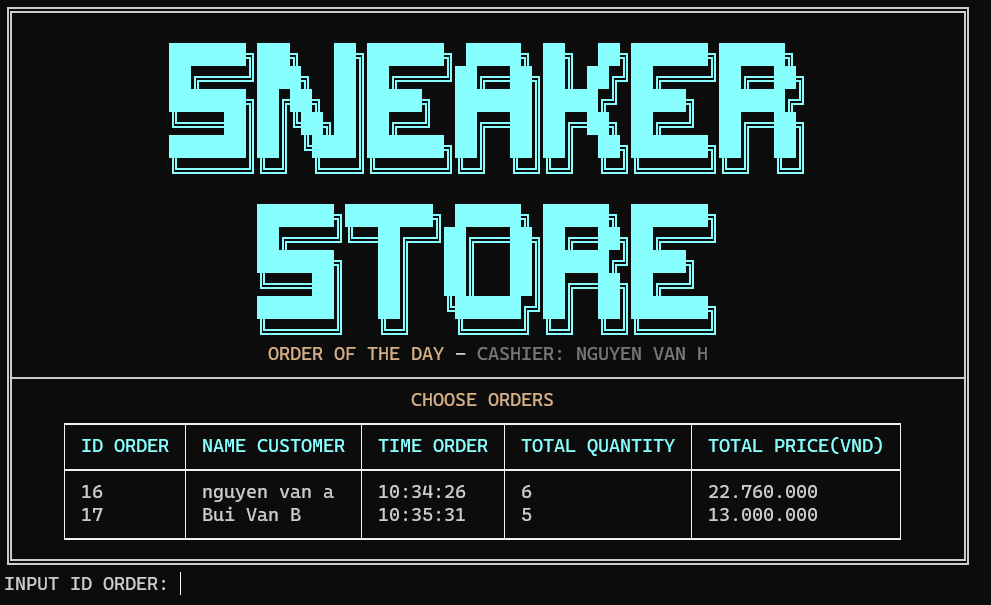 SNEAKER
STORE
ORDER OF THE DAY - CASHIER: NGUYEN VAN H
CHOOSE ORDERS
ID ORDER NAME CUSTOMER TIME ORDER TOTAL QUANTITY TOTAL PRICE(VND)
16 nguyen van a 10:34:26 6 22.760.000
17 Bui Van B 10:35:31 5 13.000.000
INPUT ID ORDER: